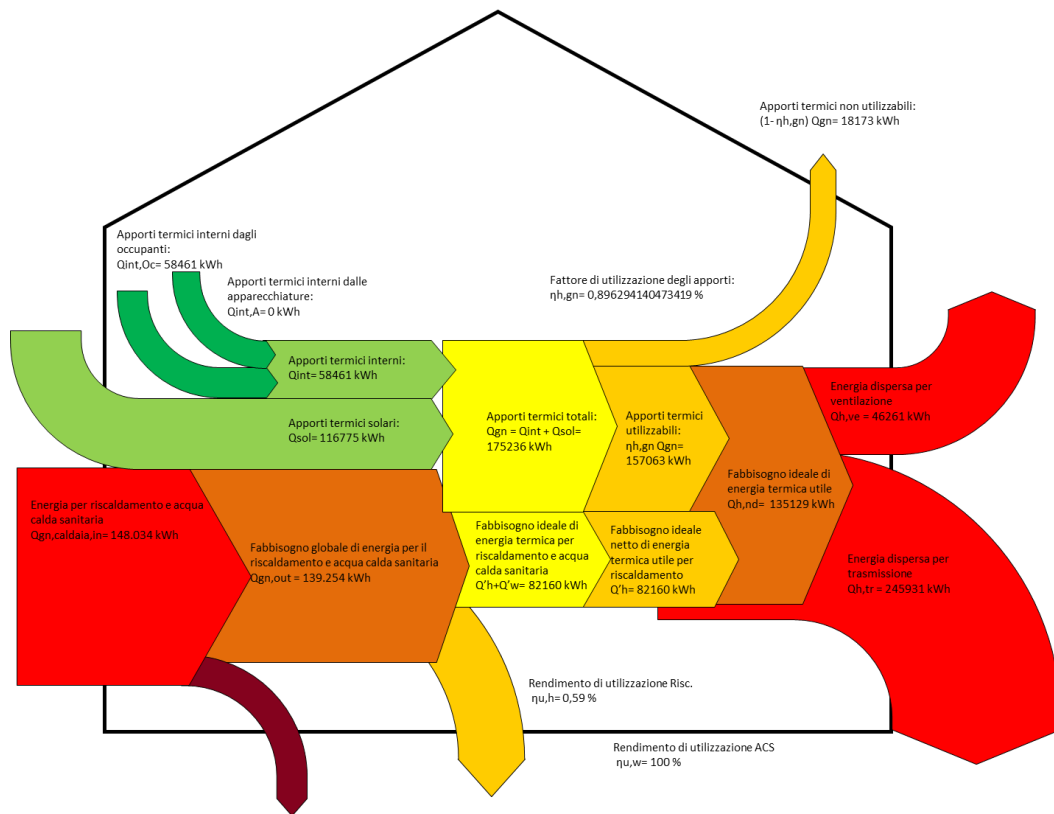 Apporti termici non utilizzabili:
(1- ηh,gn) Qgn= 18173 kWh
Apporti termici interni dagli
occupanti:
Qint,Oc= 58461 kWh
Apporti termici interni dalle
apparecchiature:
Qint,A= 0 kWh
Fattore di utilizzazione degli apporti:
ηh,gn= 0,896294140473419 %
Apporti termici interni:
Qint= 58461 kWh
Apporti termici solari:
Qsol= 116775 kWh
Apporti termici totali:
Qgn = Qint + Qsol=
175236 kWh
Apporti termici
utilizzabili:
ηh,gn Qgn=
157063 kWh
Energia dispersa per
ventilazione
Qh,ve = 46261 kWh
Fabbisogno ideale di
energia termica utile
Qh,nd=  135129 kWh
Energia per riscaldamento e acqua
calda sanitaria
Qgn,caldaia,in= 148.034 kWh
Fabbisogno globale di energia per il
riscaldamento e acqua calda sanitaria
Qgn,out = 139.254 kWh
Fabbisogno ideale di
energia termica per
riscaldamento e acqua
calda sanitaria
Q’h+Q’w= 82160 kWh
Fabbisogno ideale
netto di energia
termica utile per
riscaldamento
Q’h= 82160 kWh
Energia dispersa per
trasmissione
Qh,tr = 245931 kWh
Rendimento di utilizzazione Risc.
ηu,h= 0,59 %
Rendimento di utilizzazione ACS
ηu,w= 100 %